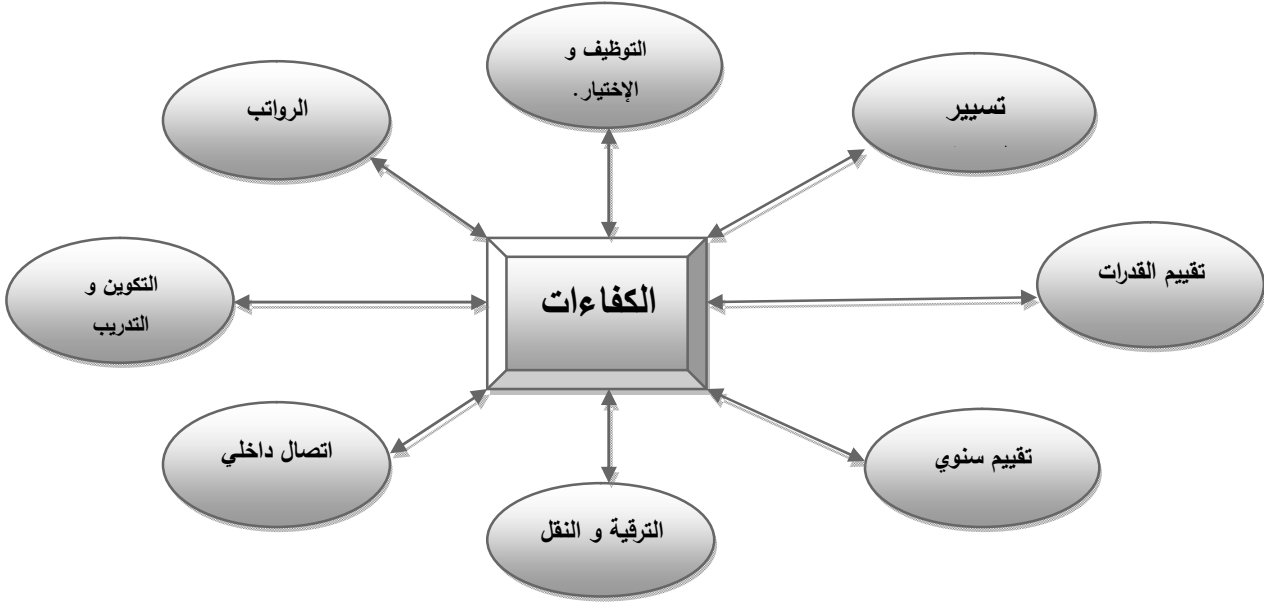 التوظيف و
الإختيار.
تسيير
الرواتب
تقييم القدرات
التكوين و
التدريب
الكفاءات
اتصال داخلي
تقييم سنوي
الترقية و النقل